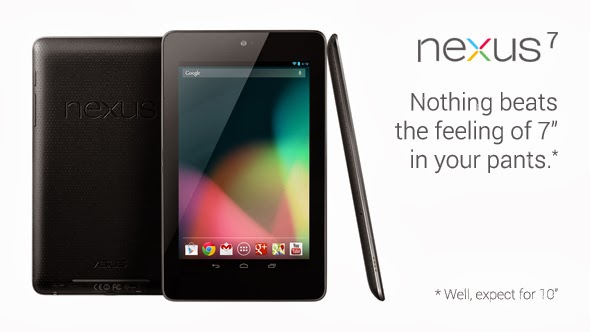 nexus 7
Nothing beats
the feeling of 7"
in your pants.*
* Well, expect for 10"
nexus
Google